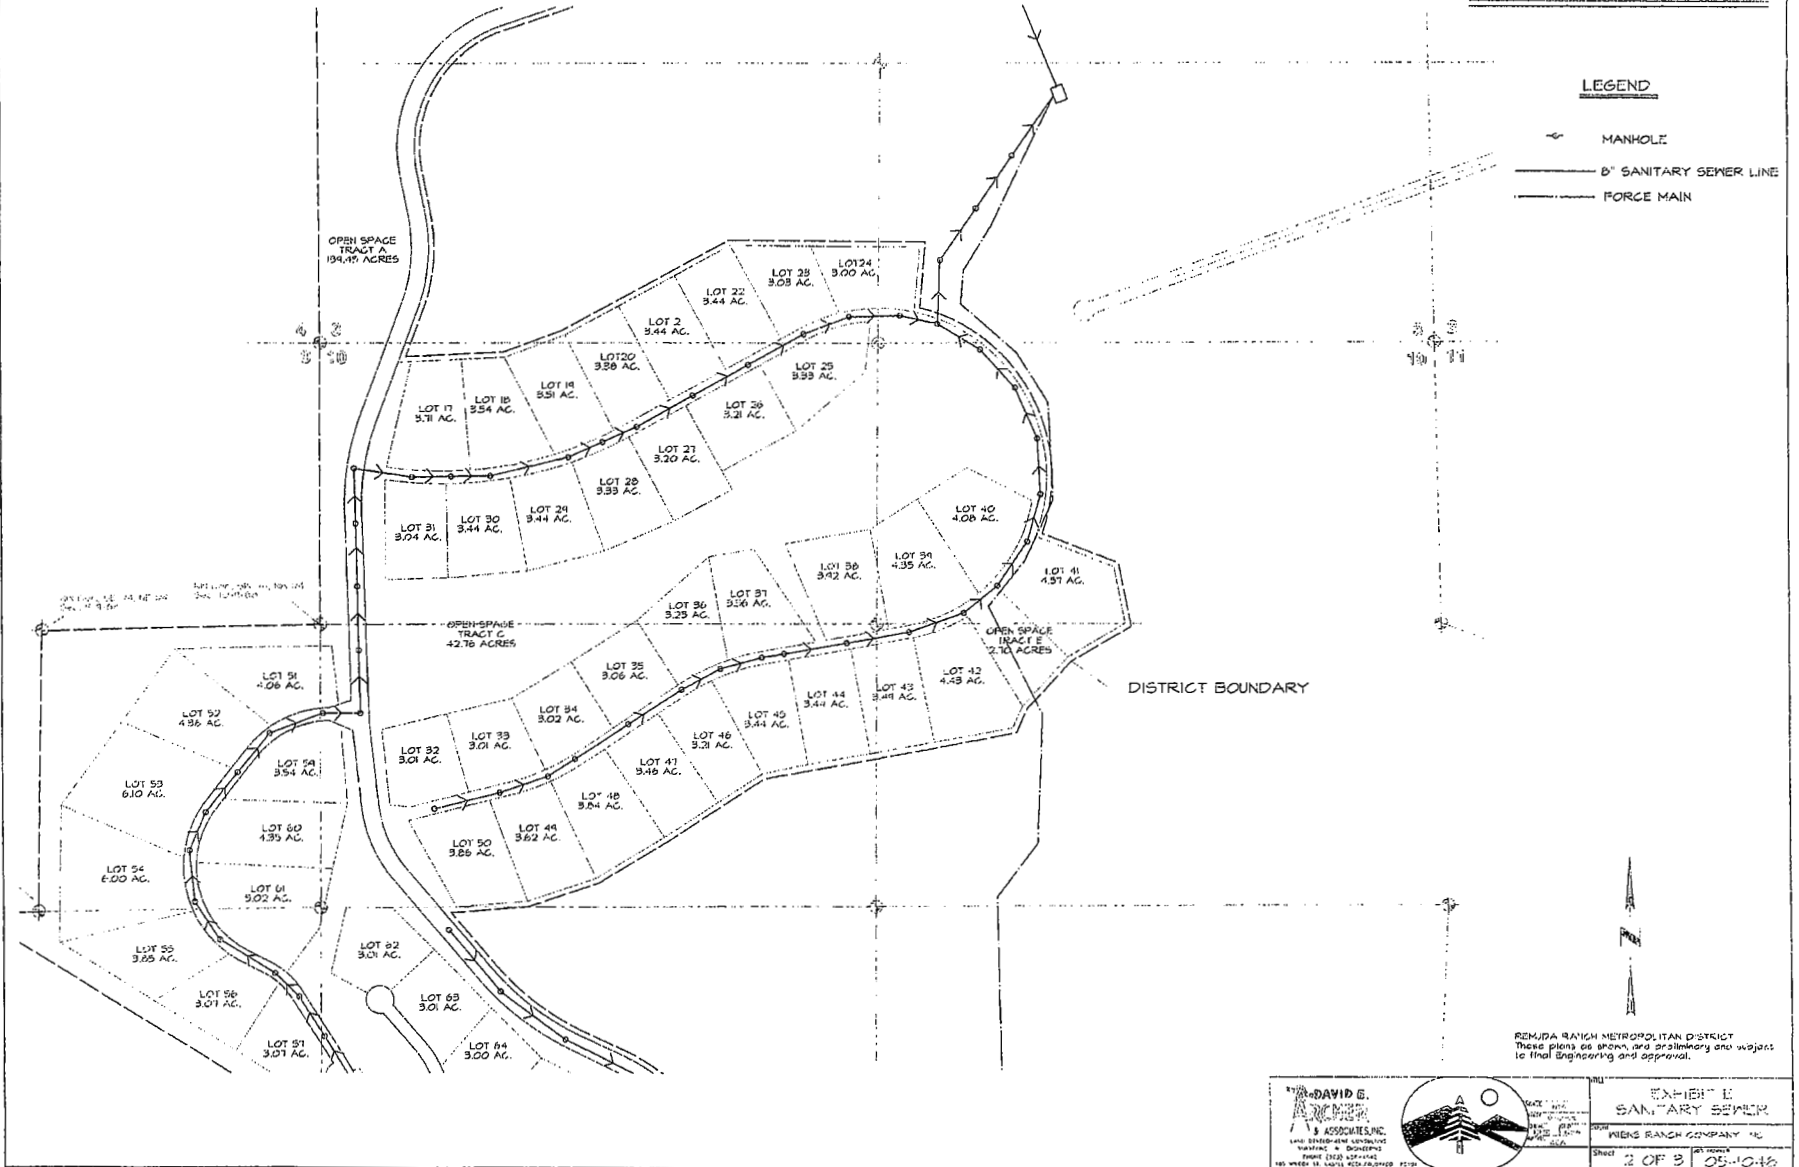 LEGEND
MANHOLE
8" SANITARY SEWER LINE
FORCE MAIN
OPEN SPACE
TRACT A
LOT 24
3.00 AC.
LOT 23
3.03 AC.
LOT 22
3.44 AC.
LOT 2
3.44 AC.
LOT 20
3.38 AC.
LOT 19
3.51 AC.
LOT 18
3.54 AC.
LOT 17
3.71 AC.
LOT 25
3.33 AC.
LOT 26
3.21 AC.
LOT 27
3.20 AC.
LOT 28
3.33 AC.
LOT 29
3.44 AC.
LOT 30
3.44 AC.
LOT 31
3.04 AC.
LOT 40
4.08 AC.
LOT 39
4.35 AC.
LOT 38
3.92 AC.
LOT 41
4.57 AC.
LOT 37
LOT 36
3.25 AC.
OPEN SPACE
TRACT C
42.76 ACRES
OPEN SPACE
TRACT E
2.70 ACRES
LOT 35
3.06 AC.
LOT 34
3.02 AC.
LOT 33
3.01 AC.
LOT 32
3.01 AC.
LOT 42
4.43 AC.
LOT 43
3.49 AC.
LOT 44
3.44 AC.
LOT 45
3.44 AC.
LOT 46
3.21 AC.
LOT 47
3.46 AC.
LOT 48
3.84 AC.
LOT 49
3.62 AC.
LOT 50
3.86 AC.
DISTRICT BOUNDARY
LOT 51
4.06 AC.
LOT 52
4.36 AC.
LOT 53
6.10 AC.
LOT 54
6.00 AC.
LOT 55
3.85 AC.
LOT 56
3.07 AC.
LOT 57
3.07 AC.
LOT 59
3.54 AC.
LOT 60
4.35 AC.
LOT 61
5.02 AC.
LOT 62
3.01 AC.
LOT 63
3.01 AC.
LOT 64
3.00 AC.
REMUDA RANCH METROPOLITAN DISTRICT
These plans as shown, are preliminary and subject
to final Engineering and approval.
DAVID E.
ARCHER
& ASSOCIATES, INC.
EXHIBIT E
SANITARY SEWER
WIENS RANCH COMPANY
Sheet 2 OF 3